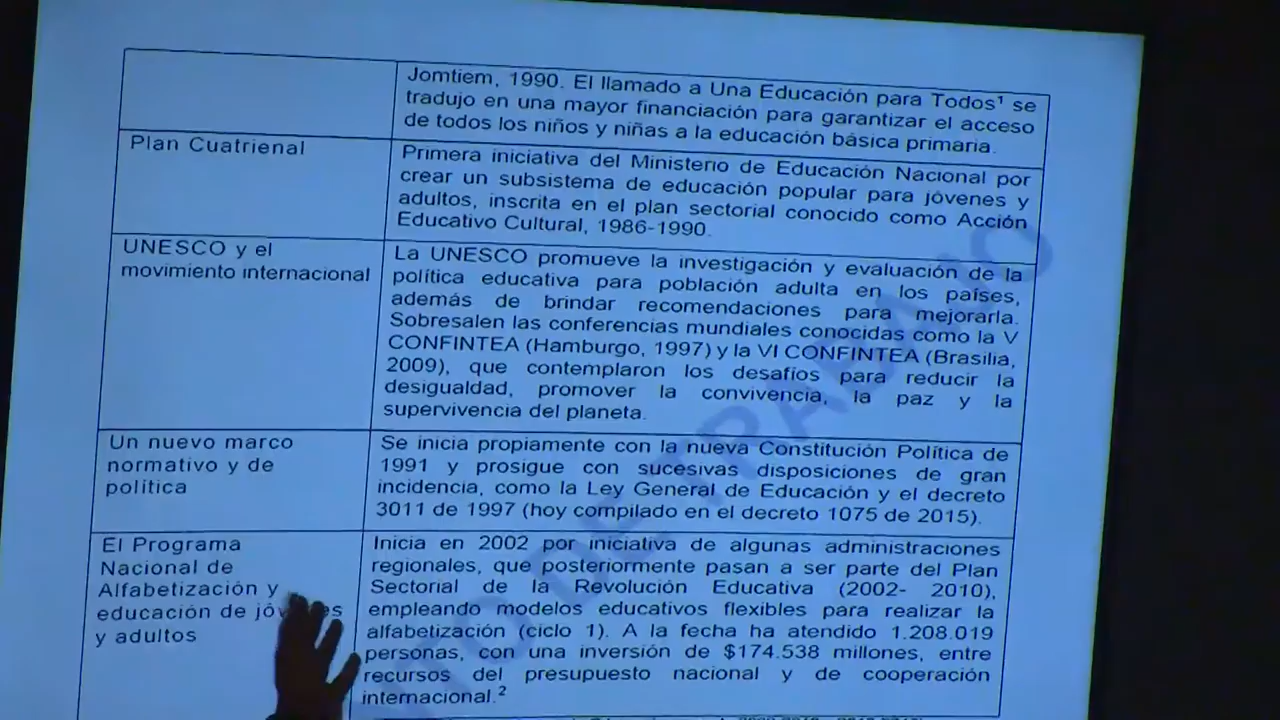 Jomtiem, 1990. El llamado a Una Educación para Todos¹ se
tradujo en una mayor financiación para garantizar el acceso
de todos los niños y niñas a la educación básica primaria.
Plan Cuatrienal
Primera iniciativa del Ministerio de Educación Nacional por
crear un subsistema de educación popular para jóvenes y
adultos, inscrita en el plan sectorial conocido como Acción
Educativo Cultural, 1986-1990.
UNESCO y el
movimiento internacional
La UNESCO promueve la investigación y evaluación de la
política educativa para población adulta en los países,
además de brindar recomendaciones para mejorarla.
Sobresalen las conferencias mundiales conocidas como la V
CONFINTEA (Hamburgo, 1997) y la VI CONFINTEA (Brasilia,
2009), que contemplaron los desafíos para reducir la
desigualdad, promover la convivencia, la paz y la
supervivencia del planeta.
Un nuevo marco
normativo y de
política
Se inicia propiamente con la nueva Constitución Política de
1991 y prosigue con sucesivas disposiciones de gran
incidencia, como la Ley General de Educación y el decreto
3011 de 1997 (hoy compilado en el decreto 1075 de 2015).
El Programa
Nacional de
Alfabetización y
educación de jóvenes
y adultos
Inicia en 2002 por iniciativa de algunas administraciones
regionales, que posteriormente pasan a ser parte del Plan
Sectorial de la Revolución Educativa (2002- 2010),
empleando modelos educativos flexibles para realizar la
alfabetización (ciclo 1). A la fecha ha atendido 1.208.019
personas, con una inversión de $174.538 millones, entre
recursos del presupuesto nacional y de cooperación
internacional.²
DE TRABAJO